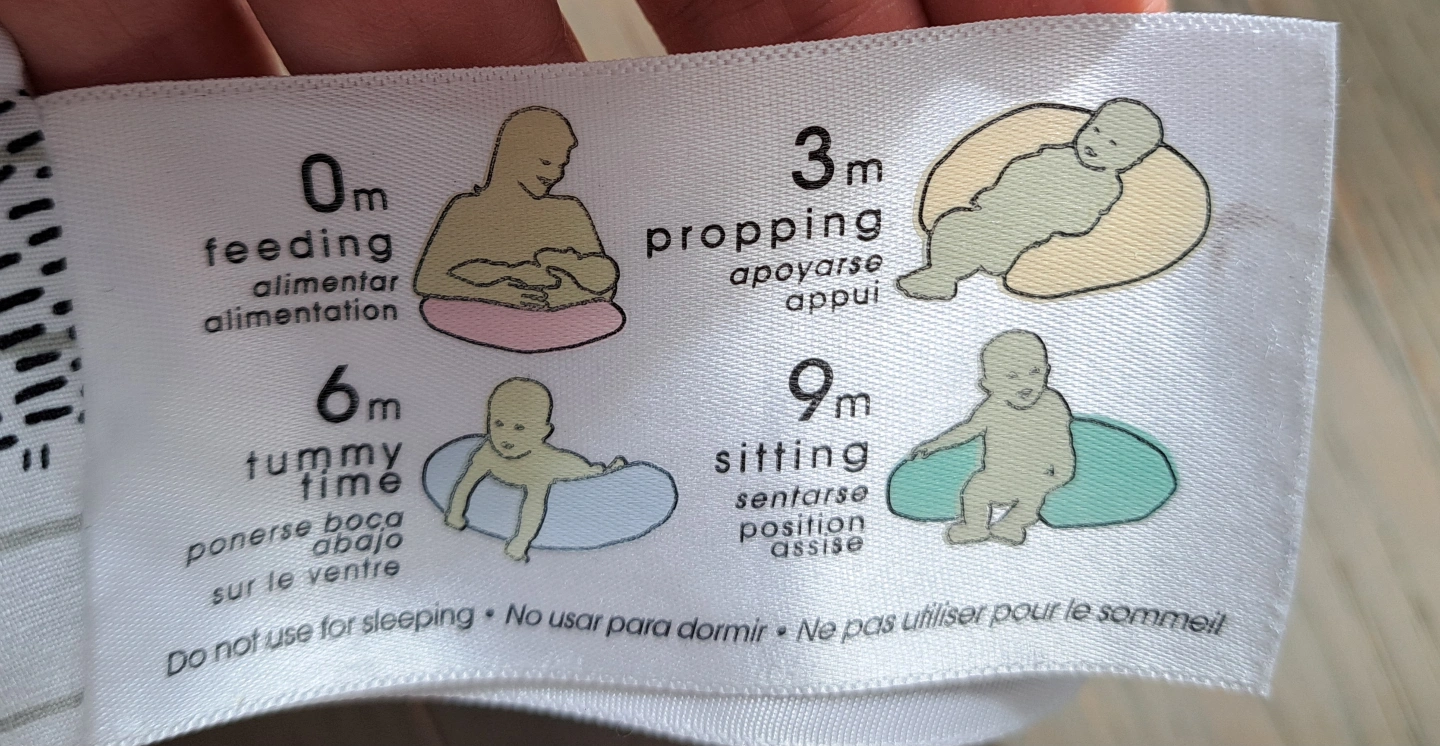 0m
feeding
alimentar
alimentation
3m
propping
apoyarse
appui
6m
tummy
time
ponerse boca
abajo
sur le ventre
9m
sitting
sentarse
position
assise
Do not use for sleeping • No usar para dormir • Ne pas utiliser pour le sommeil